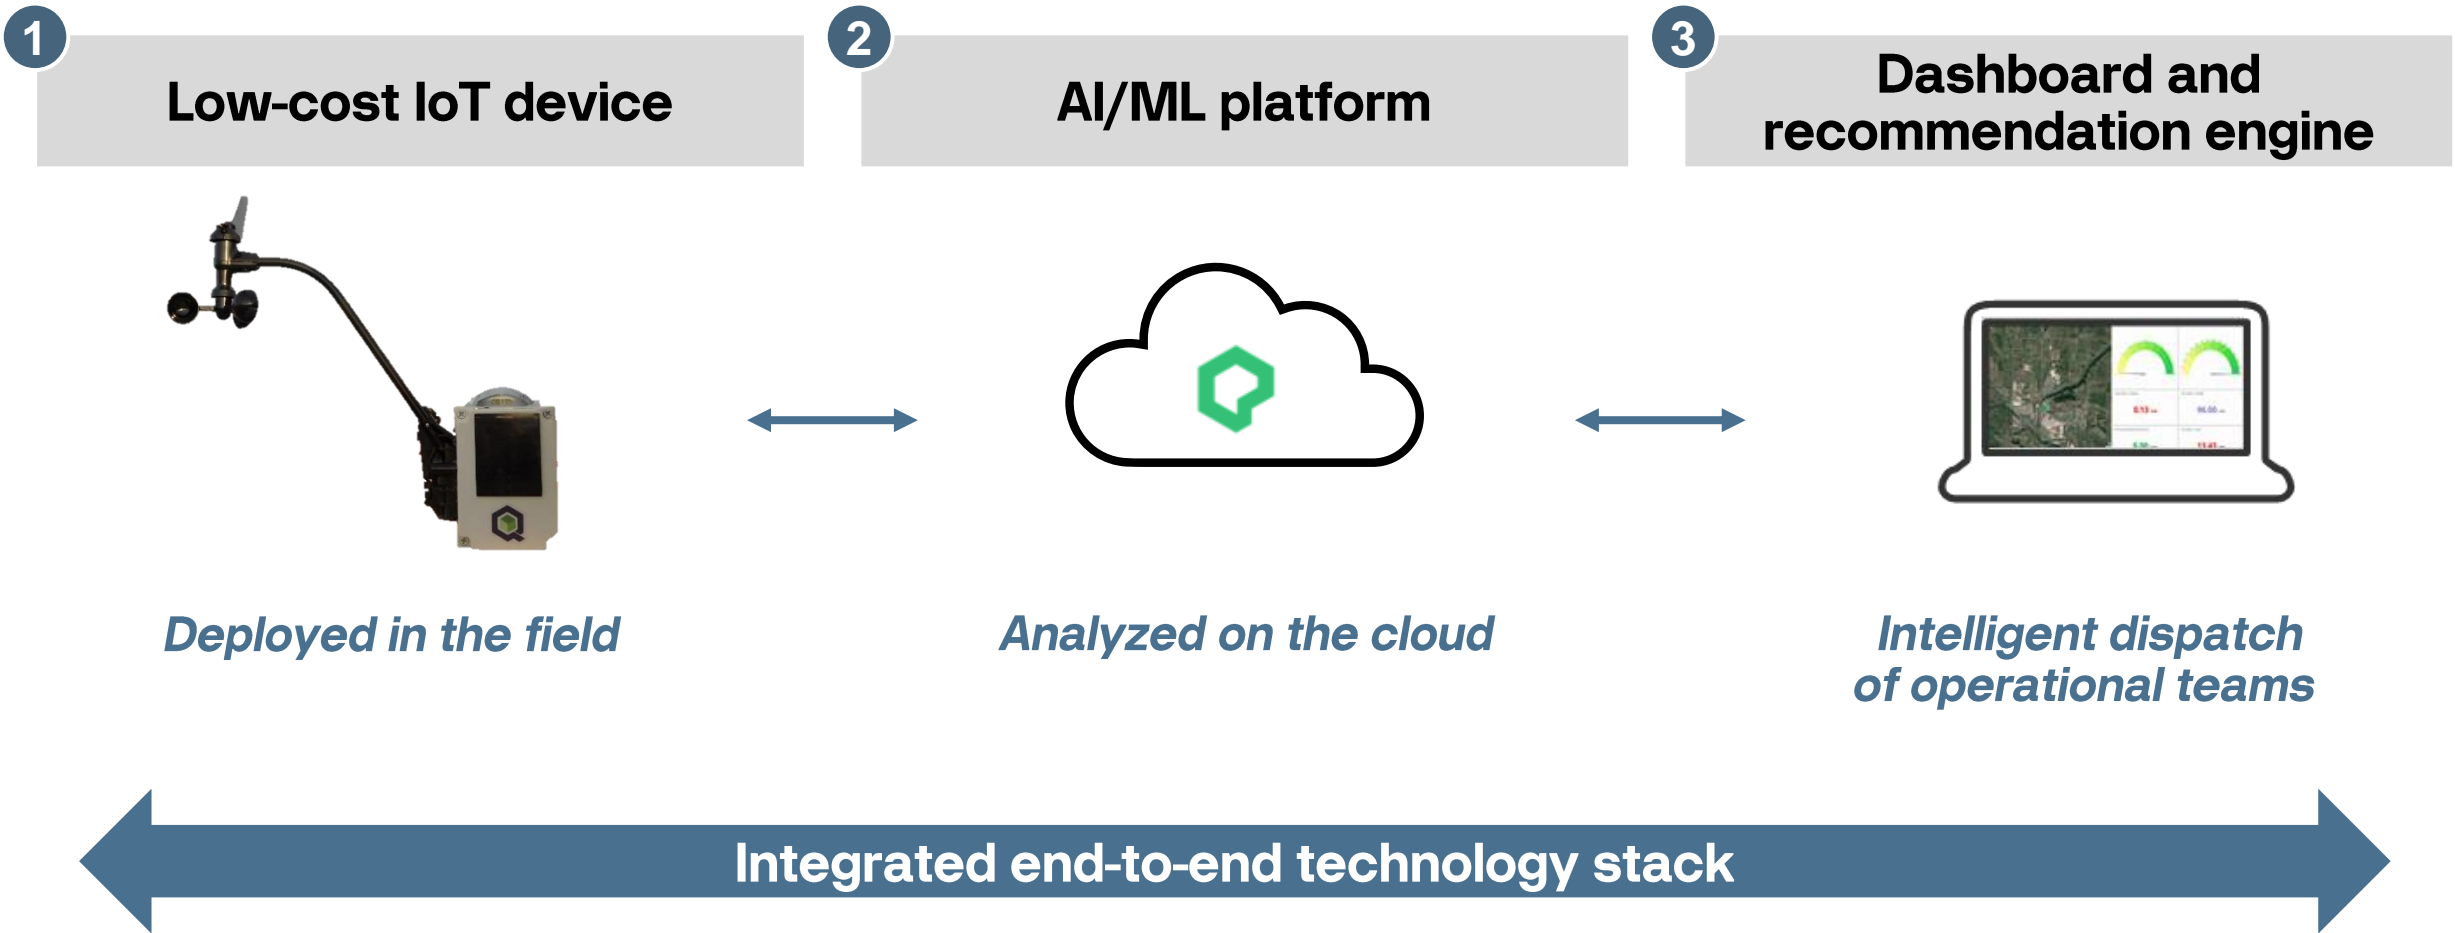 1
Low-cost IoT device
2
AI/ML platform
3
Dashboard and
recommendation engine
Deployed in the field
Analyzed on the cloud
Intelligent dispatch
of operational teams
Integrated end-to-end technology stack